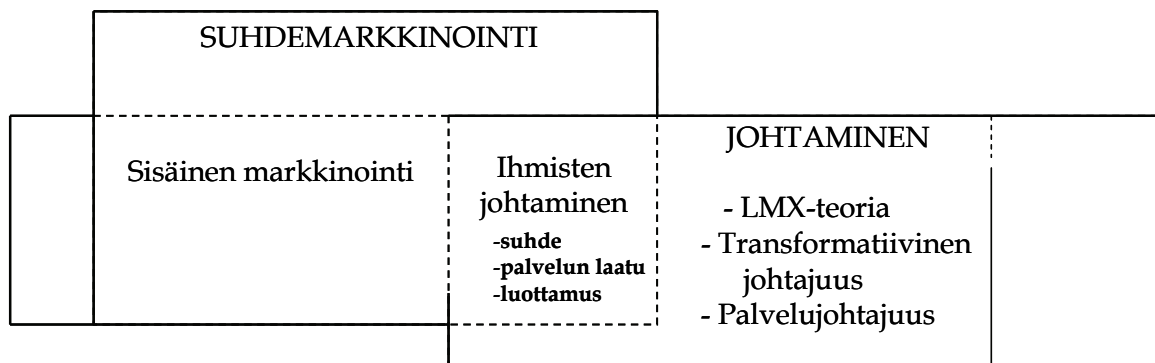 SUHDEMARKKINOINTI
Sisäinen markkinointi
Ihmisten
johtaminen
-suhde
-palvelun laatu
-luottamus
JOHTAMINEN
- LMX-teoria
- Transformatiivinen
johtajuus
- Palvelujohtajuus